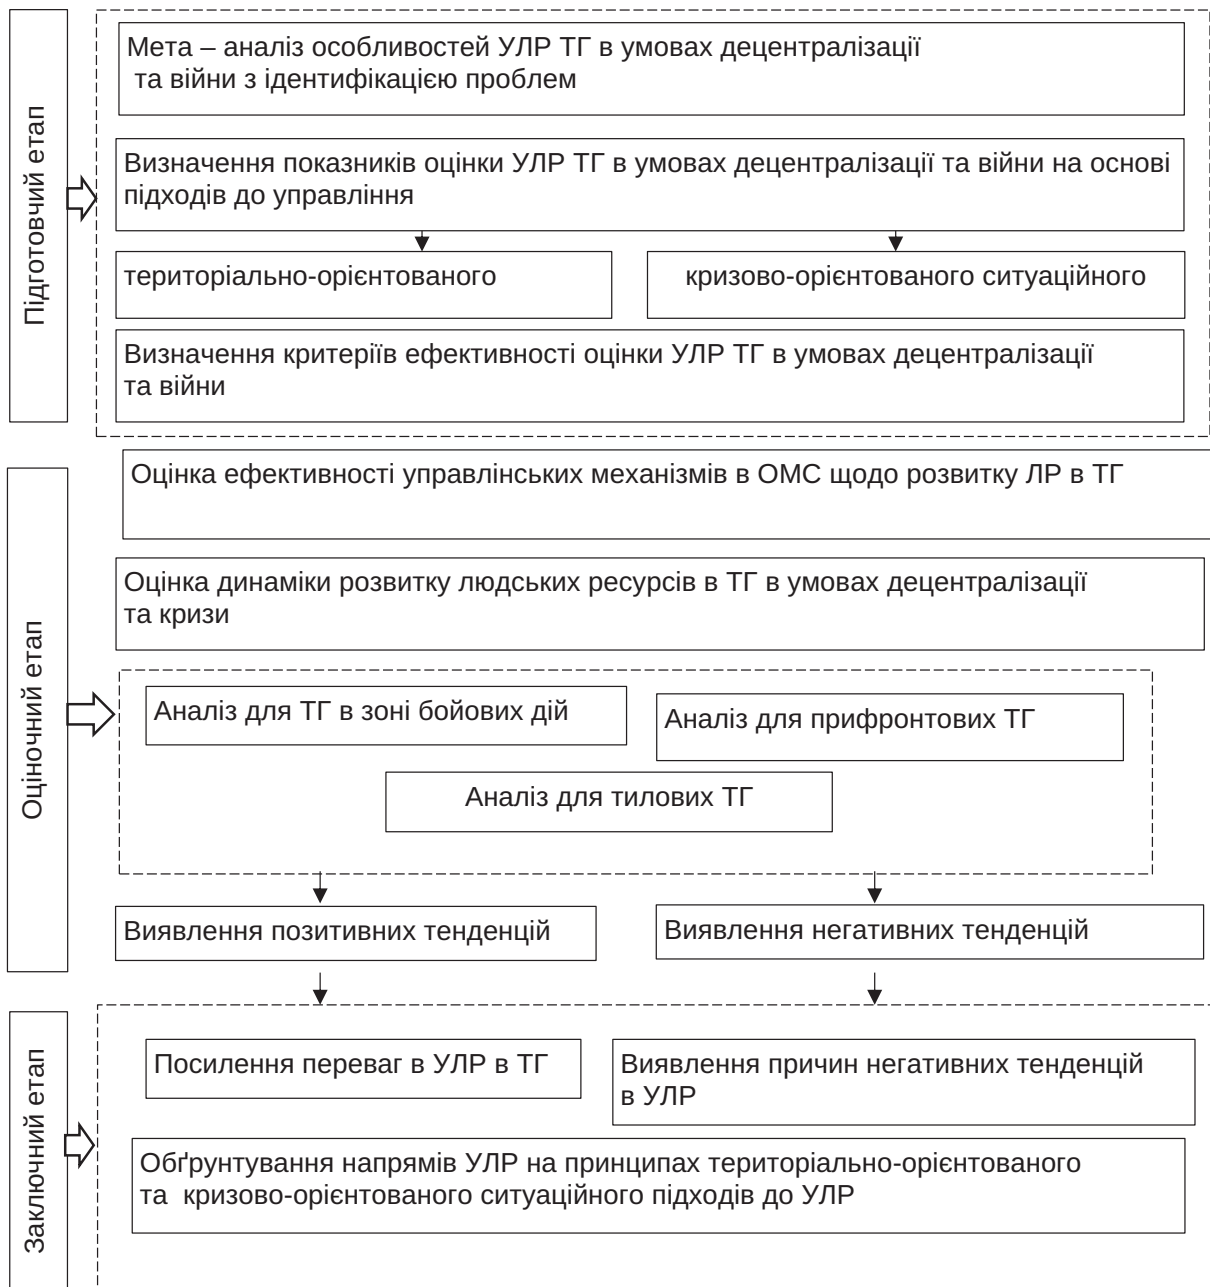 Підготовчий етап
Мета – аналіз особливостей УЛР ТГ в умовах децентралізації
та війни з ідентифікацією проблем
Визначення показників оцінки УЛР ТГ в умовах децентралізації та війни на основі
підходів до управління
територіально-орієнтованого
кризово-орієнтованого ситуаційного
Визначення критеріїв ефективності оцінки УЛР ТГ в умовах децентралізації
та війни
Оціночний етап
Оцінка ефективності управлінських механізмів в ОМС щодо розвитку ЛР в ТГ
Оцінка динаміки розвитку людських ресурсів в ТГ в умовах децентралізації
та кризи
Аналіз для ТГ в зоні бойових дій
Аналіз для прифронтових ТГ
Аналіз для тилових ТГ
Виявлення позитивних тенденцій
Виявлення негативних тенденцій
Заключний етап
Посилення переваг в УЛР в ТГ
Виявлення причин негативних тенденцій
в УЛР
Обґрунтування напрямів УЛР на принципах територіально-орієнтованого
та кризово-орієнтованого ситуаційного підходів до УЛР